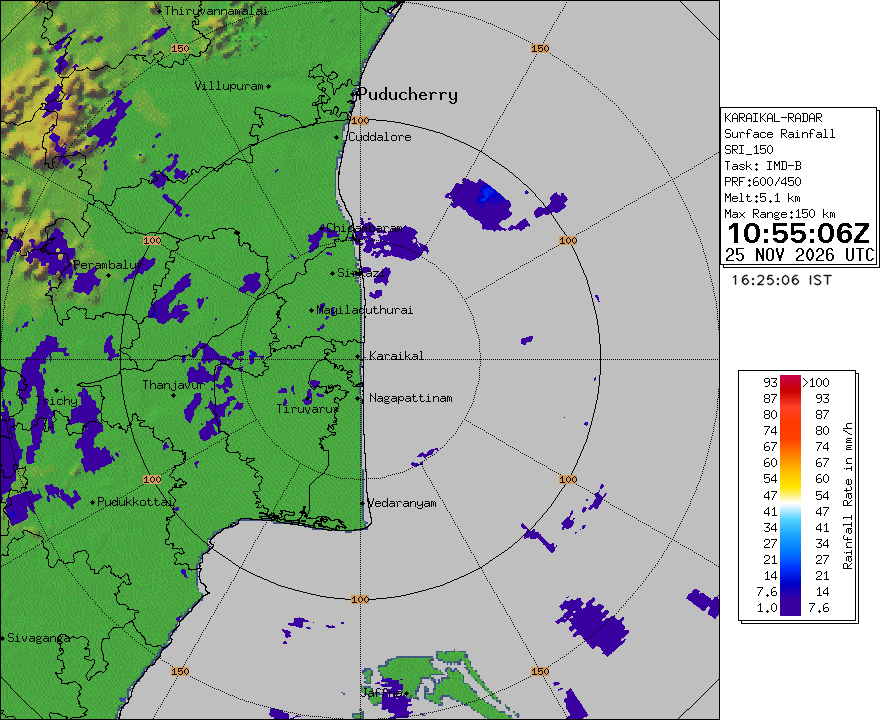 Thiruvannamalai
150
150
Villupuram
Puducherry
100
Cuddalore
Chidambaram
100
100
Perambalur
Sirkazi
Mayiladuthurai
Karaikal
Thanjavur
Trichy
Nagapattinam
Tiruvarur
100
100
Pudukkottai
Vedaranyam
100
Sivaganga
150
150
Jaffna
KARAIKAL-RADAR
Surface Rainfall
SRI_150
Task: IMD-B
PRF:600/450
Melt:5.1 km
Max Range:150 km
10:55:06Z
25 NOV 2026 UTC
16:25:06 IST
93 >100
87 93
80 87
74 80
67 74
60 67
54 60
47 54
41 47
34 41
27 34
21 27
14 21
7.6 14
1.0 7.6
Rainfall Rate in mm/h